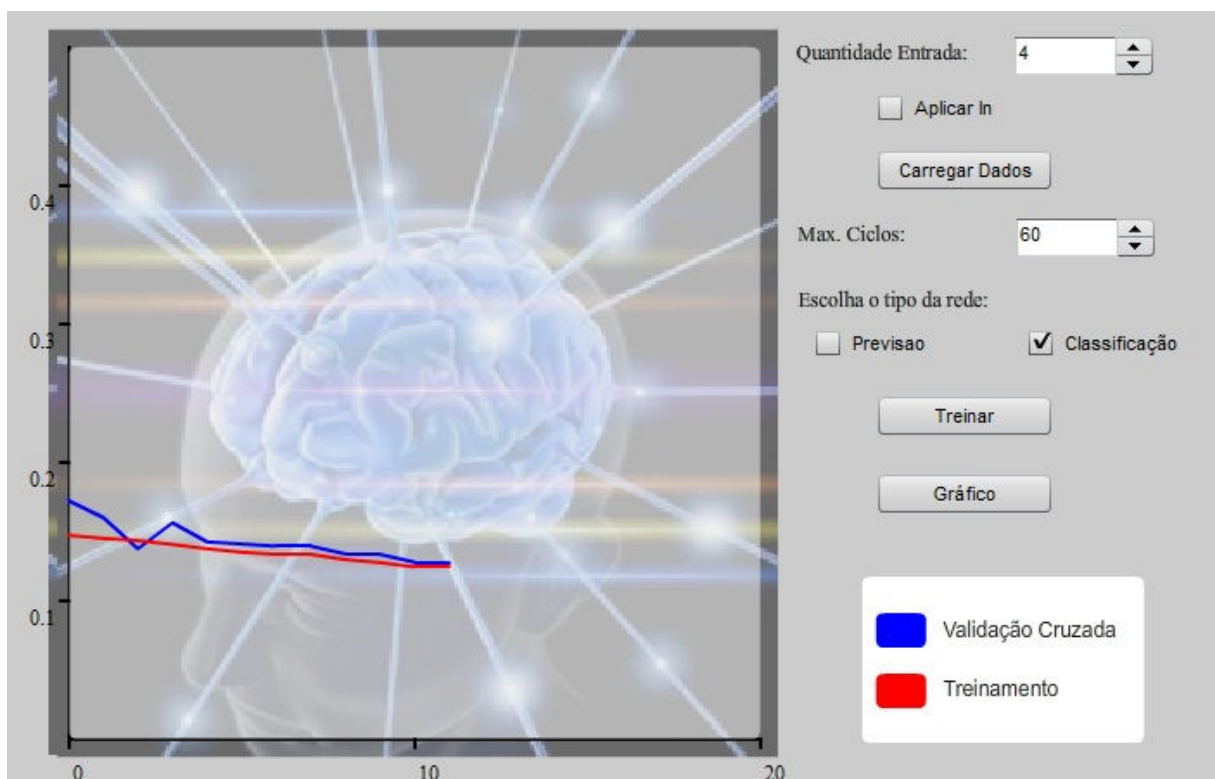 Quantidade Entrada:
4
Aplicar ln
Carregar Dados
Max. Ciclos:
60
Escolha o tipo da rede:
Previsao
Classificação
Treinar
Gráfico
Validação Cruzada
Treinamento
0.4
0.3
0.2
0.1
0
10
20